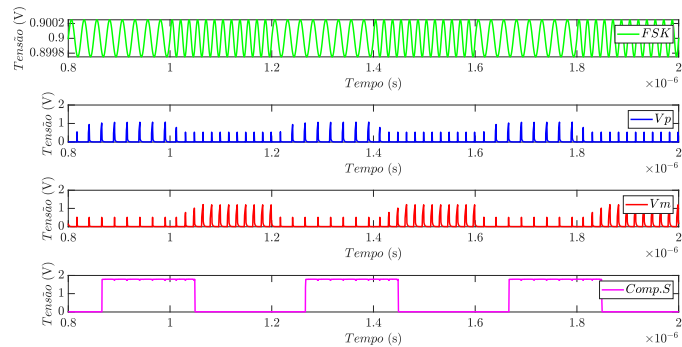 0.9002
0.9
0.8998
Tensão (V)
FSK
0.8 1 1.2 1.4 1.6 1.8 2
Tempo (s)
×10⁻⁶
2
1
0
Tensão (V)
Vp
0.8 1 1.2 1.4 1.6 1.8 2
Tempo (s)
×10⁻⁶
2
1
0
Tensão (V)
Vm
0.8 1 1.2 1.4 1.6 1.8 2
Tempo (s)
×10⁻⁶
2
1
0
Tensão (V)
Comp.S
0.8 1 1.2 1.4 1.6 1.8 2
Tempo (s)
×10⁻⁶